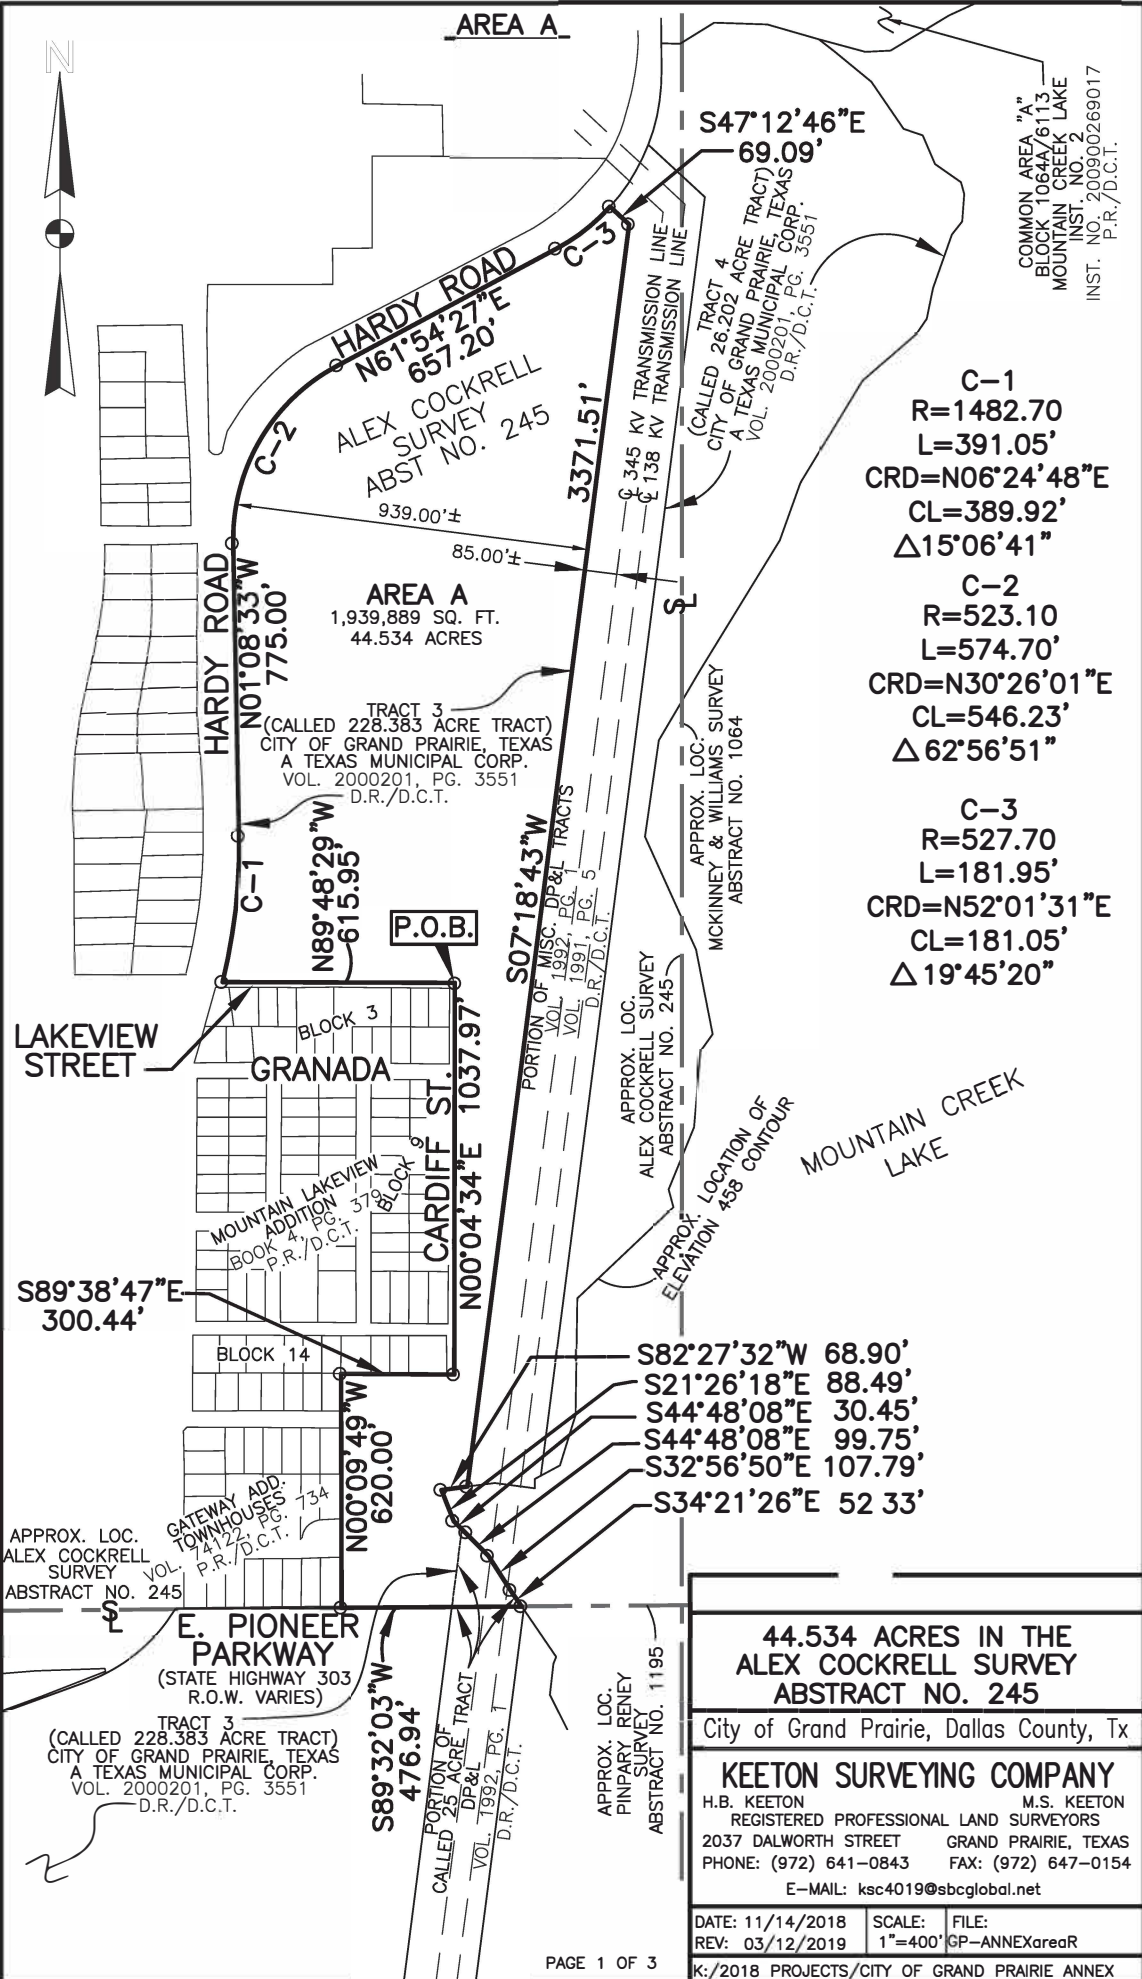 AREA A
N
S47°12'46"E
69.09'
COMMON AREA "A"
BLOCK 1064A/6113
MOUNTAIN CREEK LAKE
INST. NO. 2
INST. NO. 200900269017
P.R./D.C.T.
HARDY ROAD
N61°54'27"E
657.20'
C-3
ALEX COCKRELL
SURVEY
ABST NO. 245
C-2
3371.51'
℄ 345 KV TRANSMISSION LINE
℄ 138 KV TRANSMISSION LINE
(CALLED 26.202 ACRE TRACT)
TRACT 4
CITY OF GRAND PRAIRIE, TEXAS
A TEXAS MUNICIPAL CORP.
VOL. 2000201, PG. 3551
D.R./D.C.T.
939.00'±
85.00'±
C-1
R=1482.70
L=391.05'
CRD=N06°24'48"E
CL=389.92'
△15°06'41"
C-2
R=523.10
L=574.70'
CRD=N30°26'01"E
CL=546.23'
△62°56'51"
C-3
R=527.70
L=181.95'
CRD=N52°01'31"E
CL=181.05'
△19°45'20"
HARDY ROAD
N01°08'33"W
775.00'
AREA A
1,939,889 SQ. FT.
44.534 ACRES
SL
TRACT 3
(CALLED 228.383 ACRE TRACT)
CITY OF GRAND PRAIRIE, TEXAS
A TEXAS MUNICIPAL CORP.
VOL. 2000201, PG. 3551
D.R./D.C.T.
APPROX. LOC.
MCKINNEY & WILLIAMS SURVEY
ABSTRACT NO. 1064
C-1
N89°48'29"W
615.95'
P.O.B.
S07°18'43"W
PORTION OF MISC. DP&L TRACTS
VOL. 1992, PG. 1
VOL. 1991, PG. 5
D.R./D.C.T.
APPROX. LOC.
ALEX COCKRELL SURVEY
ABSTRACT NO. 245
LAKEVIEW
STREET
BLOCK 3
GRANADA
CARDIFF ST.
N00°04'34"E 1037.97'
MOUNTAIN LAKEVIEW
ADDITION
BOOK 4, PG. 379
P.R./D.C.T.
BLOCK 9
MOUNTAIN CREEK
LAKE
APPROX. LOCATION OF
ELEVATION 458 CONTOUR
S89°38'47"E
300.44'
BLOCK 14
N00°09'49"W
620.00'
S82°27'32"W 68.90'
S21°26'18"E 88.49'
S44°48'08"E 30.45'
S44°48'08"E 99.75'
S32°56'50"E 107.79'
S34°21'26"E 52 33'
GATEWAY ADD.
TOWNHOUSES
VOL. 74122, PG. 734
P.R./D.C.T.
APPROX. LOC.
ALEX COCKRELL
SURVEY
ABSTRACT NO. 245
SL
E. PIONEER
PARKWAY
(STATE HIGHWAY 303
R.O.W. VARIES)
TRACT 3
(CALLED 228.383 ACRE TRACT)
CITY OF GRAND PRAIRIE, TEXAS
A TEXAS MUNICIPAL CORP.
VOL. 2000201, PG. 3551
D.R./D.C.T.
S89°32'03"W
476.94'
PORTION OF
CALLED 25 ACRE TRACT
DP&L
VOL. 1992, PG. 1
D.R./D.C.T.
APPROX. LOC.
PINPARY RENEY
SURVEY
ABSTRACT NO. 1195
44.534 ACRES IN THE
ALEX COCKRELL SURVEY
ABSTRACT NO. 245
City of Grand Prairie, Dallas County, Tx
KEETON SURVEYING COMPANY
H.B. KEETON M.S. KEETON
REGISTERED PROFESSIONAL LAND SURVEYORS
2037 DALWORTH STREET GRAND PRAIRIE, TEXAS
PHONE: (972) 641-0843 FAX: (972) 647-0154
E-MAIL: ksc4019@sbcglobal.net
DATE: 11/14/2018 SCALE: FILE:
REV: 03/12/2019 1"=400' GP-ANNEXareaR
PAGE 1 OF 3
K:/2018 PROJECTS/CITY OF GRAND PRAIRIE ANNEX